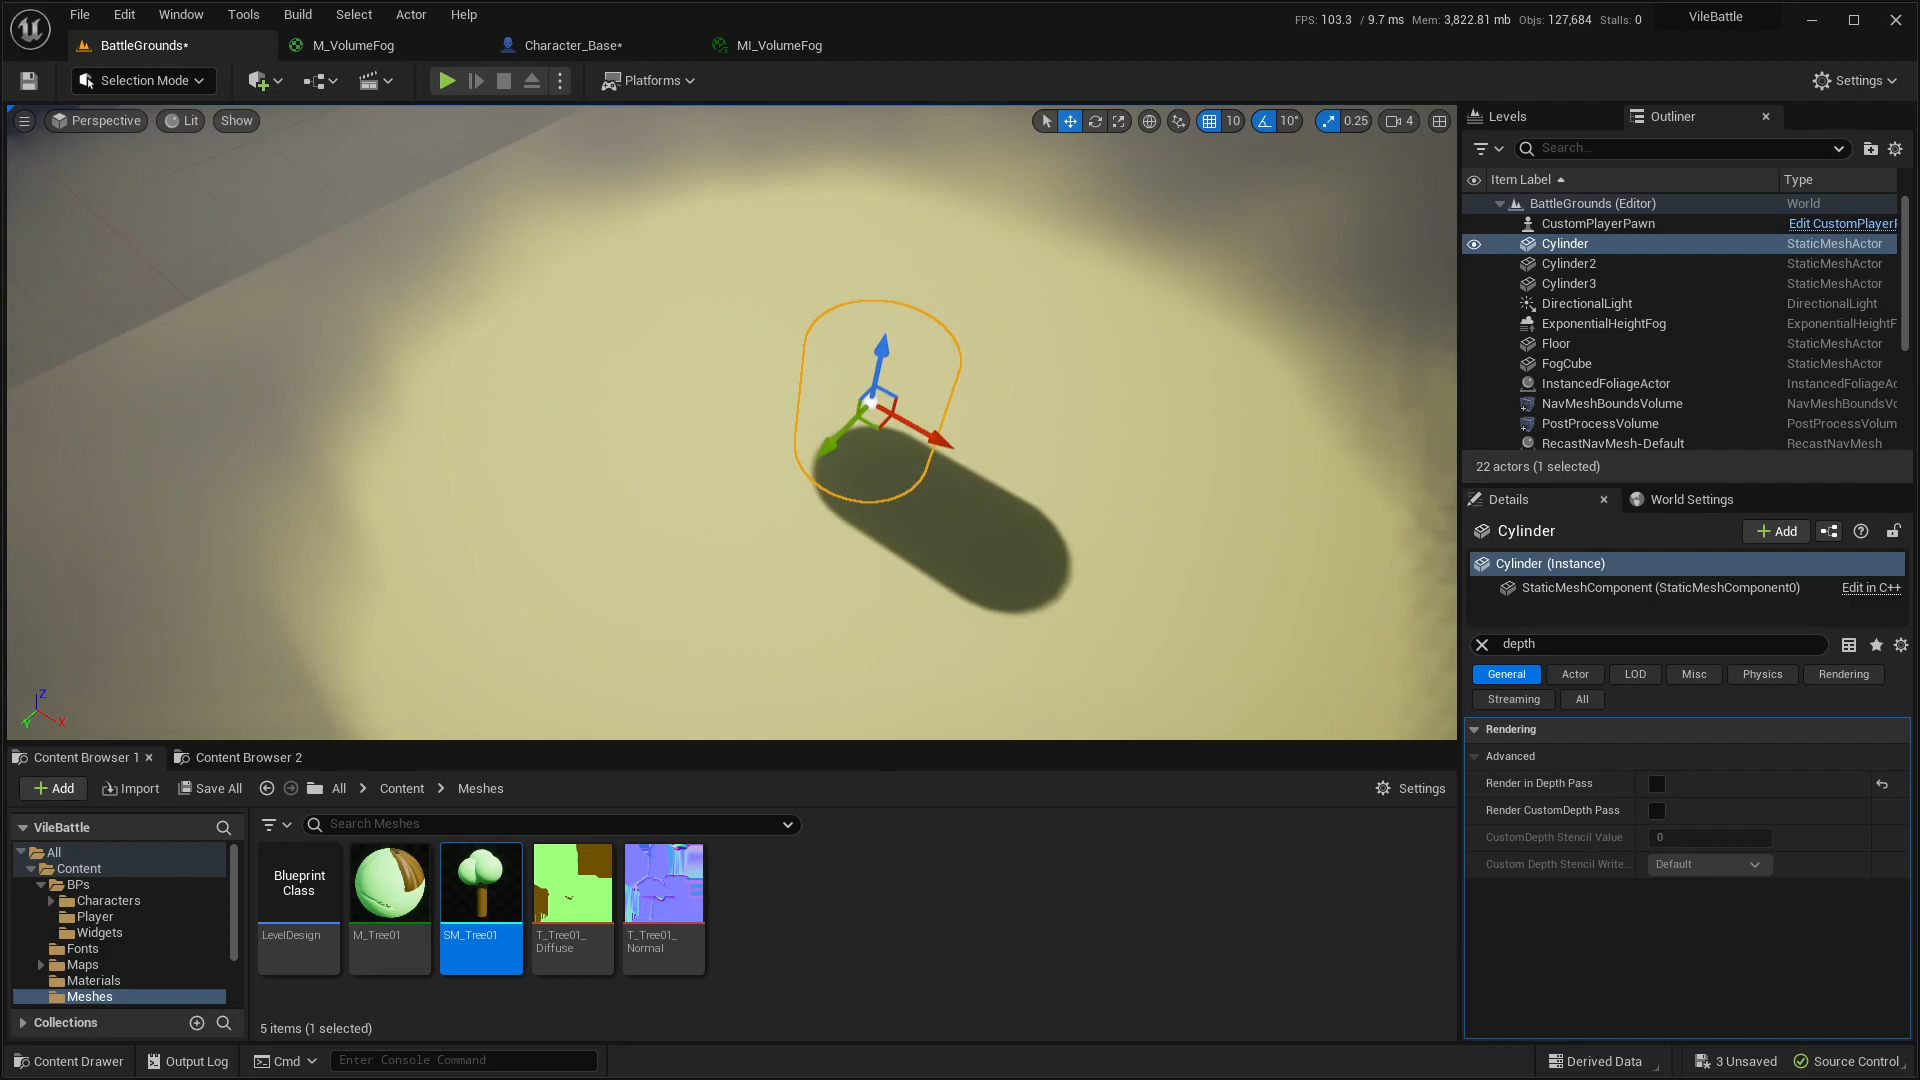 File Edit Window Tools Build Select Actor Help
FPS: 103.3 / 9.7 ms Mem: 3,822.81 mb Objs: 127,684 Stalls: 0
VileBattle
BattleGrounds*
M_VolumeFog
Character_Base*
MI_VolumeFog
Selection Mode
Platforms
Settings
Perspective
Lit
Show
10
10°
0.25
4
Levels
Outliner
Search...
Item Label
Type
BattleGrounds (Editor) World
CustomPlayerPawn Edit CustomPlayerF
Cylinder StaticMeshActor
Cylinder2 StaticMeshActor
Cylinder3 StaticMeshActor
DirectionalLight DirectionalLight
ExponentialHeightFog ExponentialHeightF
Floor StaticMeshActor
FogCube StaticMeshActor
InstancedFoliageActor InstancedFoliageAc
NavMeshBoundsVolume NavMeshBoundsVo
PostProcessVolume PostProcessVolum
RecastNavMesh-Default RecastNavMesh
22 actors (1 selected)
Details
World Settings
Cylinder
Add
Cylinder (Instance)
StaticMeshComponent (StaticMeshComponent0) Edit in C++
depth
General Actor LOD Misc Physics Rendering
Streaming All
Rendering
Advanced
Render in Depth Pass
Render CustomDepth Pass
CustomDepth Stencil Value 0
Custom Depth Stencil Write... Default
Z
Y
X
Content Browser 1
Content Browser 2
Add
Import
Save All
All
Content
Meshes
Settings
VileBattle
Search Meshes
All
Content
BPs
Characters
Player
Widgets
Fonts
Maps
Materials
Meshes
Collections
Blueprint
Class
LevelDesign
M_Tree01
SM_Tree01
T_Tree01_
Diffuse
T_Tree01_
Normal
5 items (1 selected)
Content Drawer
Output Log
Cmd
Enter Console Command
Derived Data
3 Unsaved
Source Control